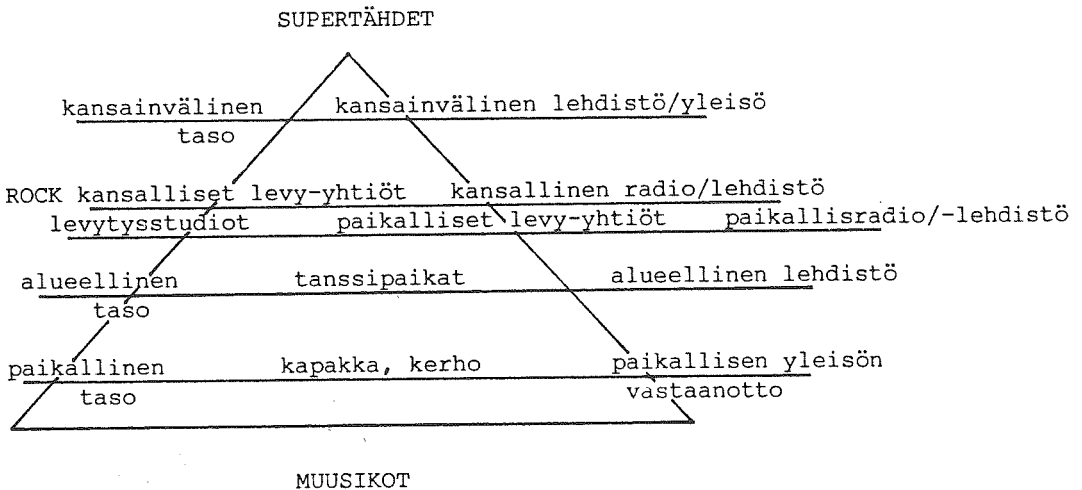 SUPERTÄHDET
kansainvälinen kansainvälinen lehdistö/yleisö
taso
ROCK kansalliset levy-yhtiöt kansallinen radio/lehdistö
levytysstudiot paikalliset levy-yhtiöt paikallisradio/-lehdistö
alueellinen tanssipaikat alueellinen lehdistö
taso
paikallinen kapakka, kerho paikallisen yleisön
taso vastaanotto
MUUSIKOT